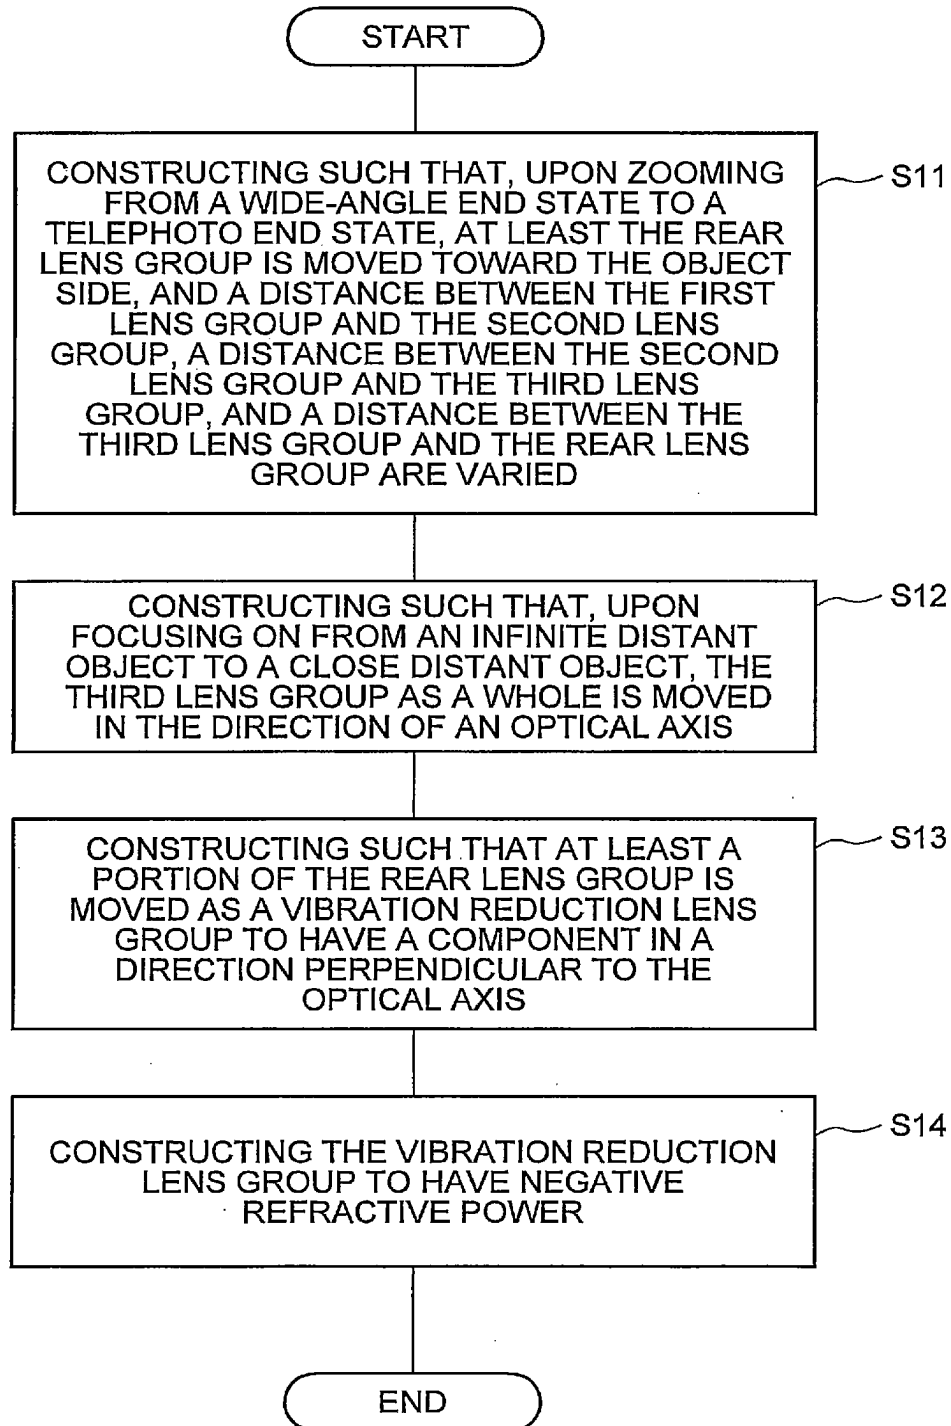 START
CONSTRUCTING SUCH THAT, UPON ZOOMING
FROM A WIDE-ANGLE END STATE TO A
TELEPHOTO END STATE, AT LEAST THE REAR
LENS GROUP IS MOVED TOWARD THE OBJECT
SIDE, AND A DISTANCE BETWEEN THE FIRST
LENS GROUP AND THE SECOND LENS
GROUP, A DISTANCE BETWEEN THE SECOND
LENS GROUP AND THE THIRD LENS
GROUP, AND A DISTANCE BETWEEN THE
THIRD LENS GROUP AND THE REAR LENS
GROUP ARE VARIED
S11
CONSTRUCTING SUCH THAT, UPON
FOCUSING ON FROM AN INFINITE DISTANT
OBJECT TO A CLOSE DISTANT OBJECT, THE
THIRD LENS GROUP AS A WHOLE IS MOVED
IN THE DIRECTION OF AN OPTICAL AXIS
S12
CONSTRUCTING SUCH THAT AT LEAST A
PORTION OF THE REAR LENS GROUP IS
MOVED AS A VIBRATION REDUCTION LENS
GROUP TO HAVE A COMPONENT IN A
DIRECTION PERPENDICULAR TO THE
OPTICAL AXIS
S13
CONSTRUCTING THE VIBRATION REDUCTION
LENS GROUP TO HAVE NEGATIVE
REFRACTIVE POWER
S14
END